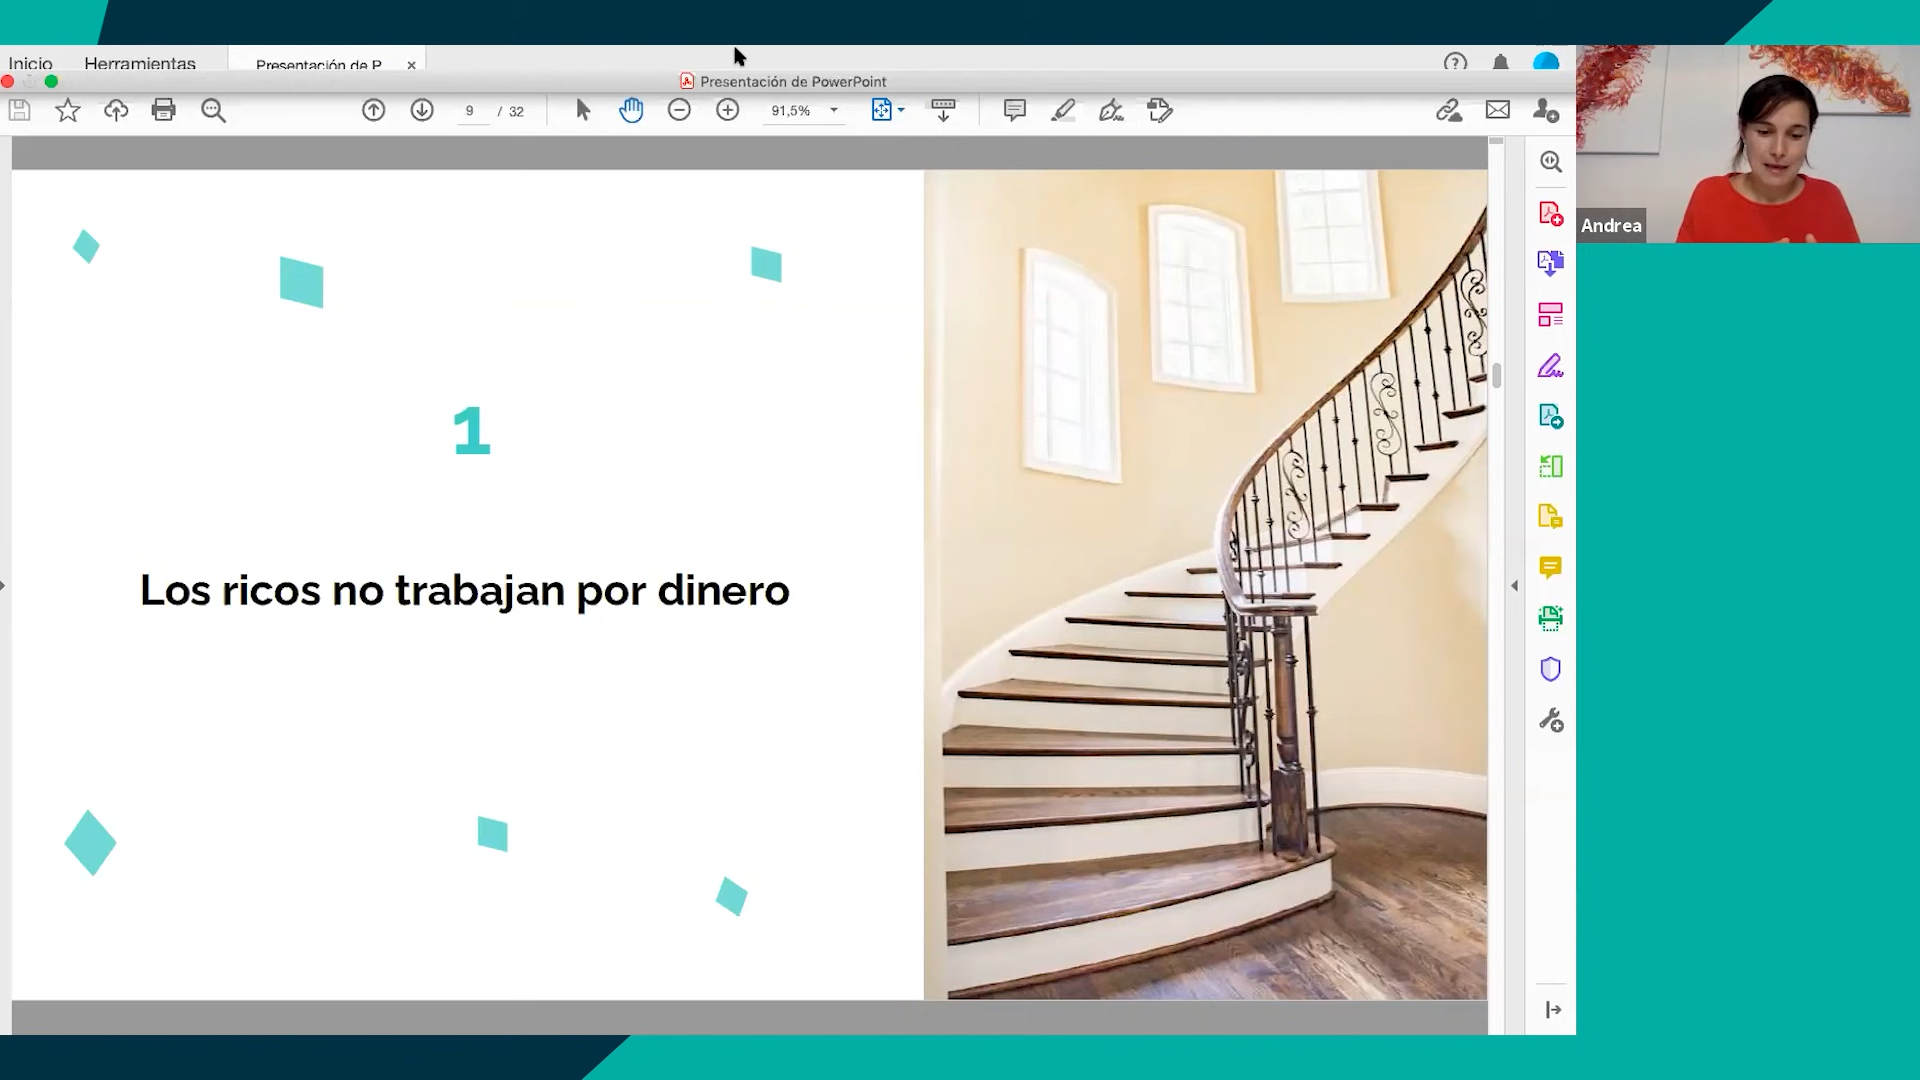 Inicio
Herramientas
Presentación de P
×
Presentación de PowerPoint
9 / 32
91,5%
Andrea
1
Los ricos no trabajan por dinero